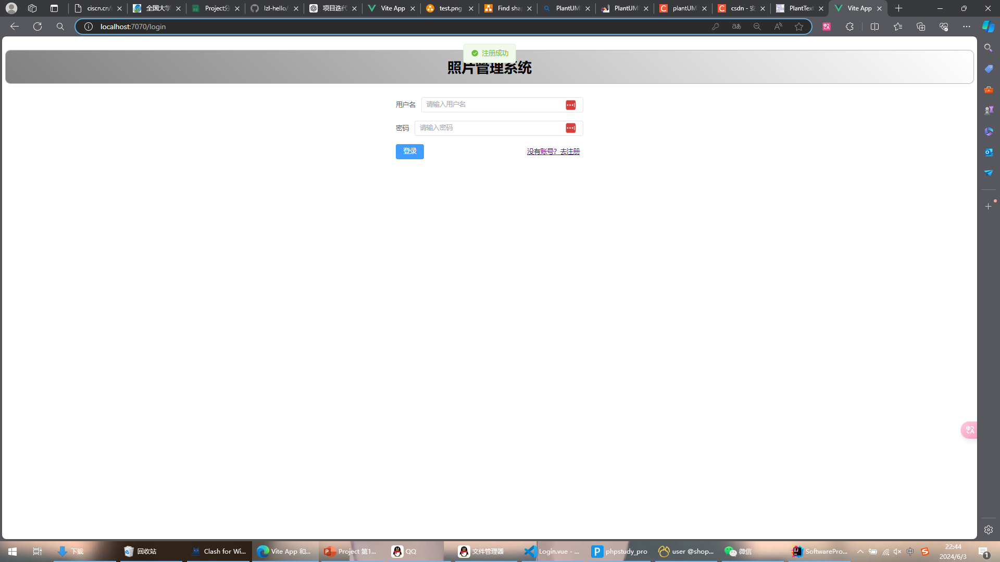 ciscn.cn/
全国大学
Project分
lzl-hello/
项目迭代
Vite App
test.png
Find sha
PlantUM
PlantUM
plantUM
csdn - 安
PlantTex
Vite App
localhost:7070/login
注册成功
照片管理系统
用户名 请输入用户名
密码 请输入密码
登录 没有账号？去注册
下载
回收站
Clash for Wi...
Vite App 和...
Project 第1...
QQ
文件管理器
Login.vue - ...
phpstudy_pro
user @shop...
微信
SoftwarePro...
中
22:44
2024/6/3
1